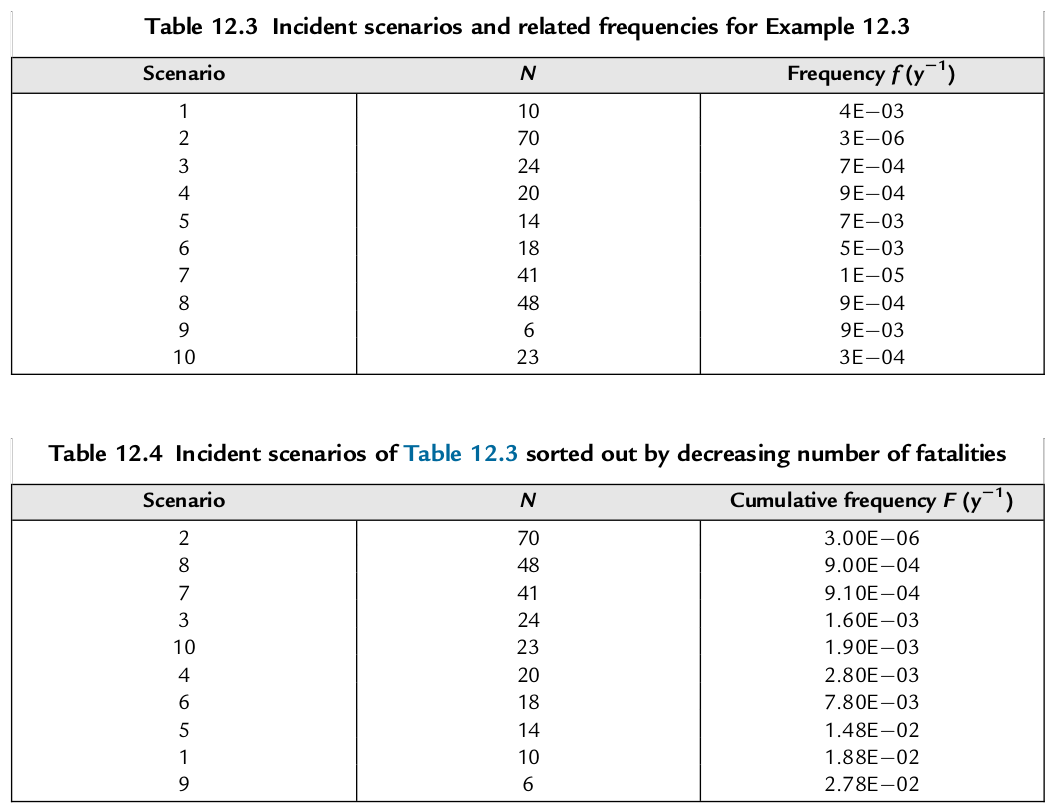 Table 12.3 Incident scenarios and related frequencies for Example 12.3
Scenario N Frequency f (y−1)
1 10 4E−03
2 70 3E−06
3 24 7E−04
4 20 9E−04
5 14 7E−03
6 18 5E−03
7 41 1E−05
8 48 9E−04
9 6 9E−03
10 23 3E−04
Table 12.4 Incident scenarios of Table 12.3 sorted out by decreasing number of fatalities
Scenario N Cumulative frequency F (y−1)
2 70 3.00E−06
8 48 9.00E−04
7 41 9.10E−04
3 24 1.60E−03
10 23 1.90E−03
4 20 2.80E−03
6 18 7.80E−03
5 14 1.48E−02
1 10 1.88E−02
9 6 2.78E−02